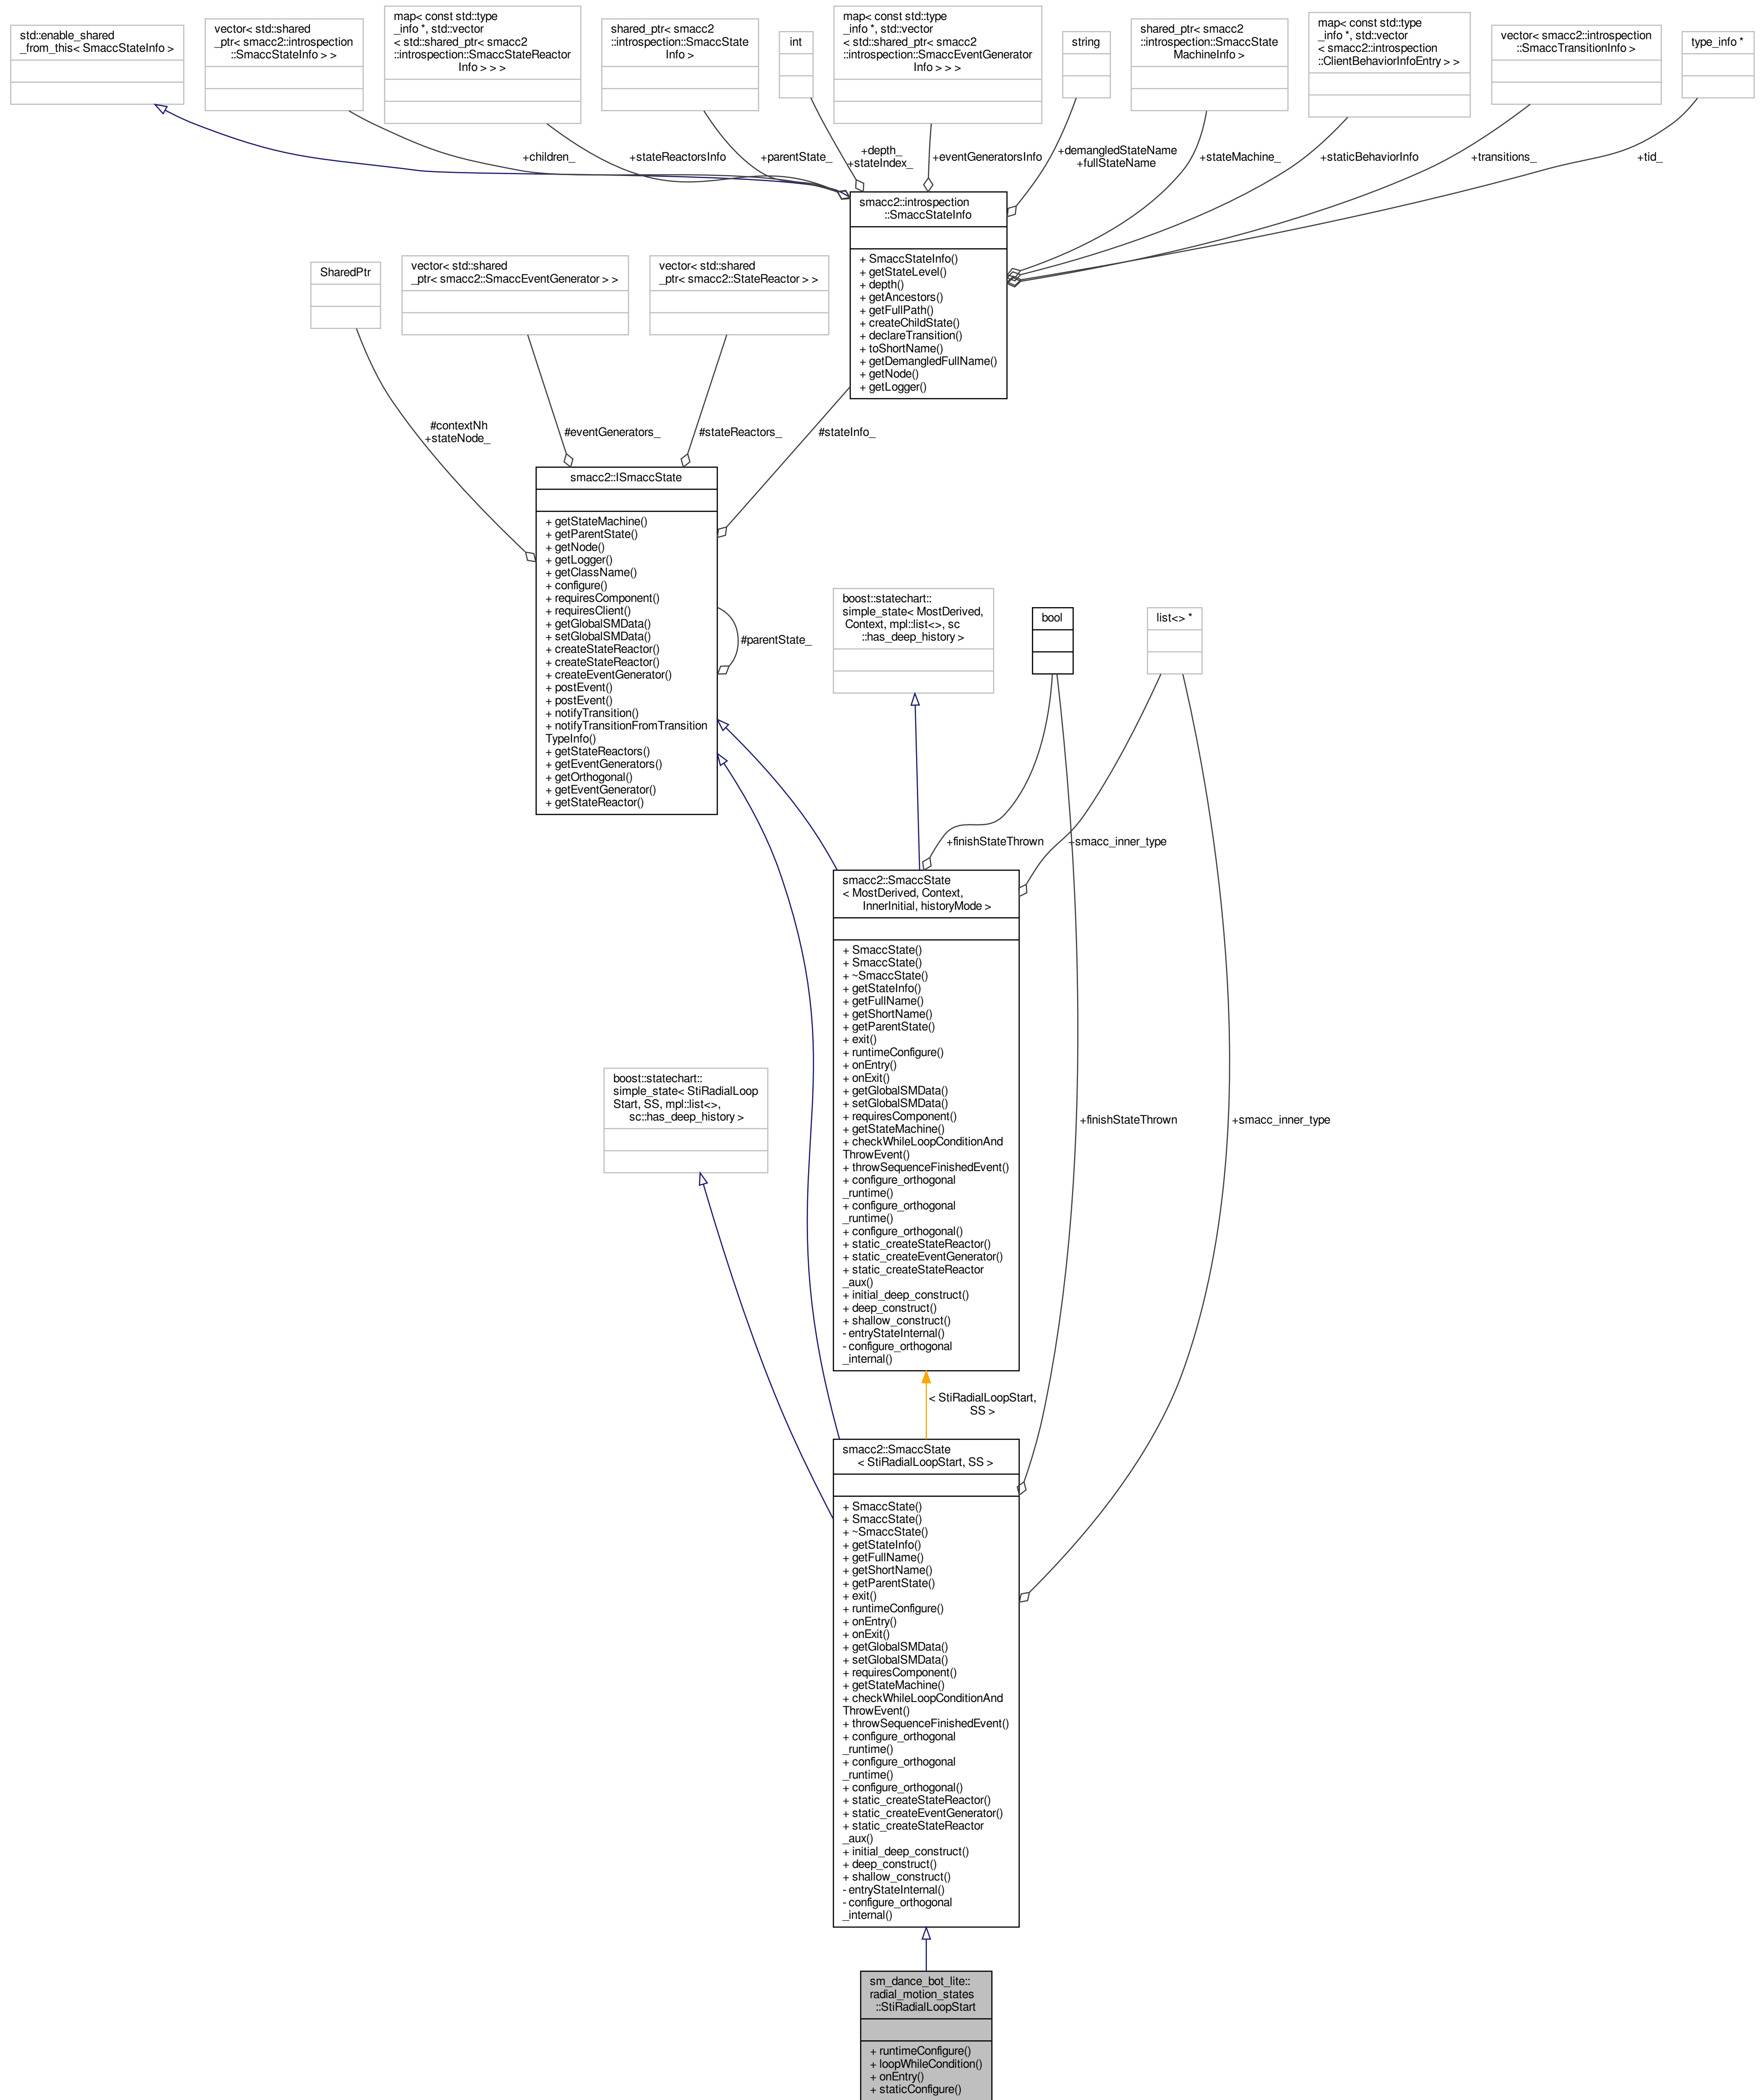 std::enable_shared
_from_this< SmaccStateInfo >
vector< std::shared
_ptr< smacc2::introspection
::SmaccStateInfo > >
map< const std::type
_info *, std::vector
< std::shared_ptr< smacc2
::introspection::SmaccStateReactor
Info > > >
shared_ptr< smacc2
::introspection::SmaccState
Info >
int
map< const std::type
_info *, std::vector
< std::shared_ptr< smacc2
::introspection::SmaccEventGenerator
Info > > >
string
shared_ptr< smacc2
::introspection::SmaccState
MachineInfo >
map< const std::type
_info *, std::vector
< smacc2::introspection
::ClientBehaviorInfoEntry > >
vector< smacc2::introspection
::SmaccTransitionInfo >
type_info *
+children_
+stateReactorsInfo
+parentState_
+depth_
+stateIndex_
+eventGeneratorsInfo
+demangledStateName
+fullStateName
+stateMachine_
+staticBehaviorInfo
+transitions_
+tid_
smacc2::introspection
::SmaccStateInfo
+ SmaccStateInfo()
+ getStateLevel()
+ depth()
+ getAncestors()
+ getFullPath()
+ createChildState()
+ declareTransition()
+ toShortName()
+ getDemangledFullName()
+ getNode()
+ getLogger()
SharedPtr
vector< std::shared
_ptr< smacc2::SmaccEventGenerator > >
vector< std::shared
_ptr< smacc2::StateReactor > >
#contextNh
+stateNode_
#eventGenerators_
#stateReactors_
#stateInfo_
smacc2::ISmaccState
+ getStateMachine()
+ getParentState()
+ getNode()
+ getLogger()
+ getClassName()
+ configure()
+ requiresComponent()
+ requiresClient()
+ getGlobalSMData()
+ setGlobalSMData()
+ createStateReactor()
+ createStateReactor()
+ createEventGenerator()
+ postEvent()
+ postEvent()
+ notifyTransition()
+ notifyTransitionFromTransition
TypeInfo()
+ getStateReactors()
+ getEventGenerators()
+ getOrthogonal()
+ getEventGenerator()
+ getStateReactor()
#parentState_
boost::statechart::
simple_state< MostDerived,
Context, mpl::list<>, sc
::has_deep_history >
bool
list<> *
+finishStateThrown
+smacc_inner_type
smacc2::SmaccState
< MostDerived, Context,
InnerInitial, historyMode >
+ SmaccState()
+ SmaccState()
+ ~SmaccState()
+ getStateInfo()
+ getFullName()
+ getShortName()
+ getParentState()
+ exit()
+ runtimeConfigure()
+ onEntry()
+ onExit()
+ getGlobalSMData()
+ setGlobalSMData()
+ requiresComponent()
+ getStateMachine()
+ checkWhileLoopConditionAnd
ThrowEvent()
+ throwSequenceFinishedEvent()
+ configure_orthogonal
_runtime()
+ configure_orthogonal
_runtime()
+ configure_orthogonal()
+ static_createStateReactor()
+ static_createEventGenerator()
+ static_createStateReactor
_aux()
+ initial_deep_construct()
+ deep_construct()
+ shallow_construct()
- entryStateInternal()
- configure_orthogonal
_internal()
boost::statechart::
simple_state< StiRadialLoop
Start, SS, mpl::list<>,
sc::has_deep_history >
+finishStateThrown
+smacc_inner_type
< StiRadialLoopStart,
SS >
smacc2::SmaccState
< StiRadialLoopStart, SS >
+ SmaccState()
+ SmaccState()
+ ~SmaccState()
+ getStateInfo()
+ getFullName()
+ getShortName()
+ getParentState()
+ exit()
+ runtimeConfigure()
+ onEntry()
+ onExit()
+ getGlobalSMData()
+ setGlobalSMData()
+ requiresComponent()
+ getStateMachine()
+ checkWhileLoopConditionAnd
ThrowEvent()
+ throwSequenceFinishedEvent()
+ configure_orthogonal
_runtime()
+ configure_orthogonal
_runtime()
+ configure_orthogonal()
+ static_createStateReactor()
+ static_createEventGenerator()
+ static_createStateReactor
_aux()
+ initial_deep_construct()
+ deep_construct()
+ shallow_construct()
- entryStateInternal()
- configure_orthogonal
_internal()
sm_dance_bot_lite::
radial_motion_states
::StiRadialLoopStart
+ runtimeConfigure()
+ loopWhileCondition()
+ onEntry()
+ staticConfigure()